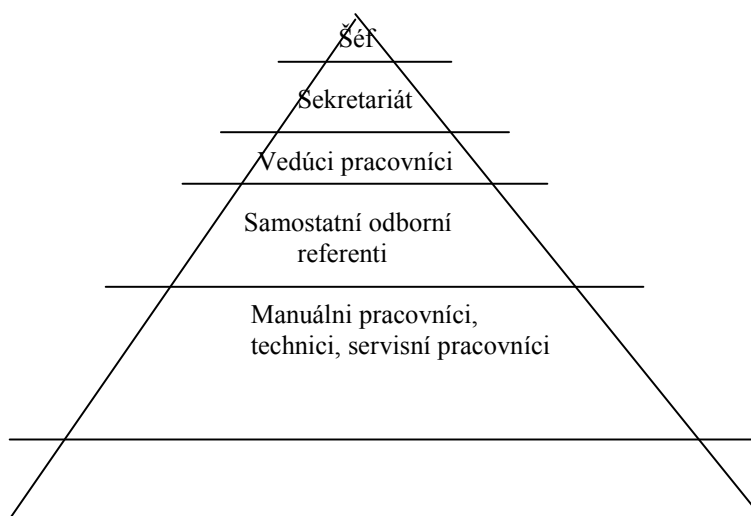 Šéf
Sekretariát
Vedúci pracovníci
Samostatní odborní
referenti
Manuálni pracovníci,
technici, servisní pracovníci